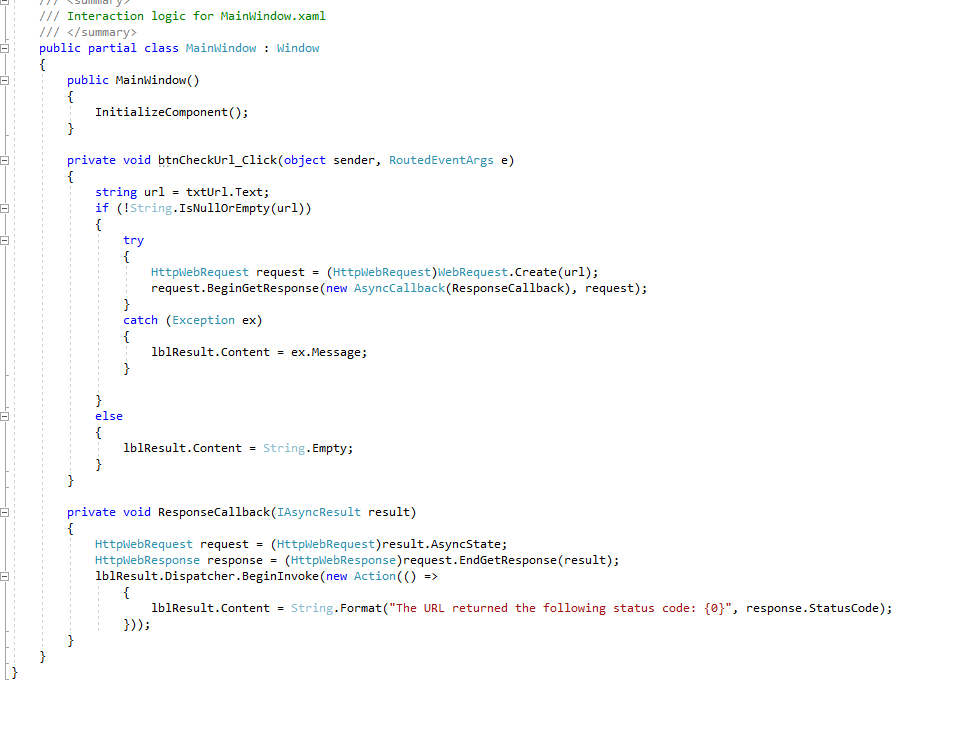 /// <summary>
/// Interaction logic for MainWindow.xaml
/// </summary>
public partial class MainWindow : Window
{
    public MainWindow()
    {
        InitializeComponent();
    }

    private void btnCheckUrl_Click(object sender, RoutedEventArgs e)
    {
        string url = txtUrl.Text;
        if (!String.IsNullOrEmpty(url))
        {
            try
            {
                HttpWebRequest request = (HttpWebRequest)WebRequest.Create(url);
                request.BeginGetResponse(new AsyncCallback(ResponseCallback), request);
            }
            catch (Exception ex)
            {
                lblResult.Content = ex.Message;
            }

        }
        else
        {
            lblResult.Content = String.Empty;
        }
    }

    private void ResponseCallback(IAsyncResult result)
    {
        HttpWebRequest request = (HttpWebRequest)result.AsyncState;
        HttpWebResponse response = (HttpWebResponse)request.EndGetResponse(result);
        lblResult.Dispatcher.BeginInvoke(new Action(() =>
            {
                lblResult.Content = String.Format("The URL returned the following status code: {0}", response.StatusCode);
            }));
    }
}
}